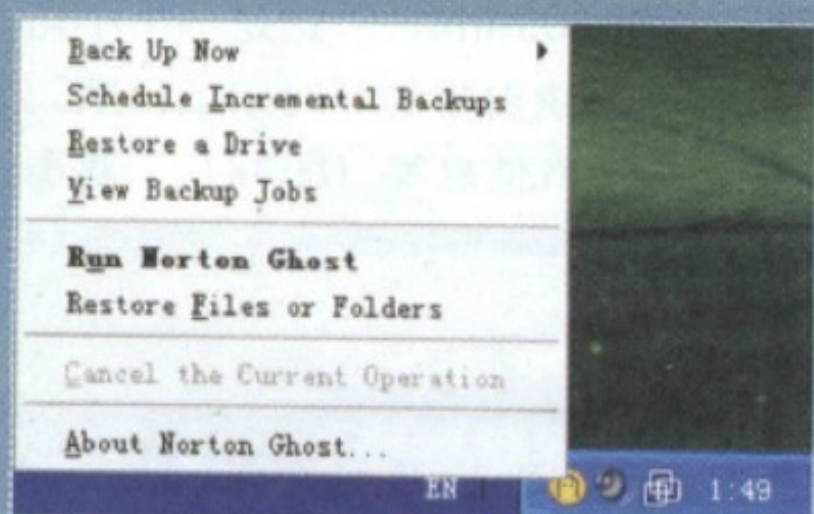 Back Up Now
Schedule Incremental Backups
Restore a Drive
View Backup Jobs
Run Norton Ghost
Restore Files or Folders
Cancel the Current Operation
About Norton Ghost...
EN
1:49